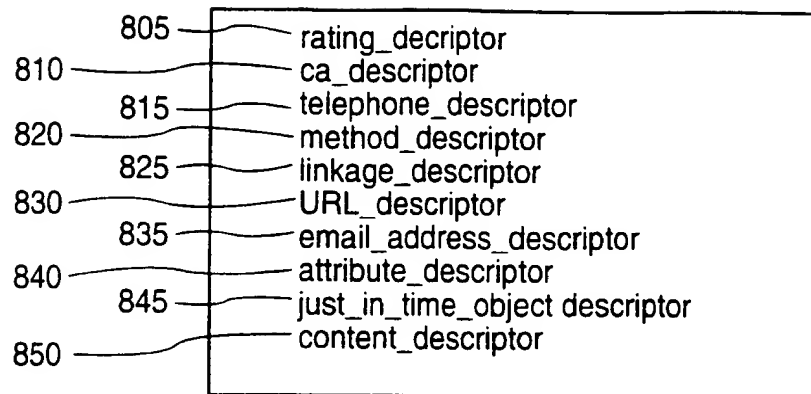 805 rating_decriptor
810 ca_descriptor
815 telephone_descriptor
820 method_descriptor
825 linkage_descriptor
830 URL_descriptor
835 email_address_descriptor
840 attribute_descriptor
845 just_in_time_object descriptor
850 content_descriptor